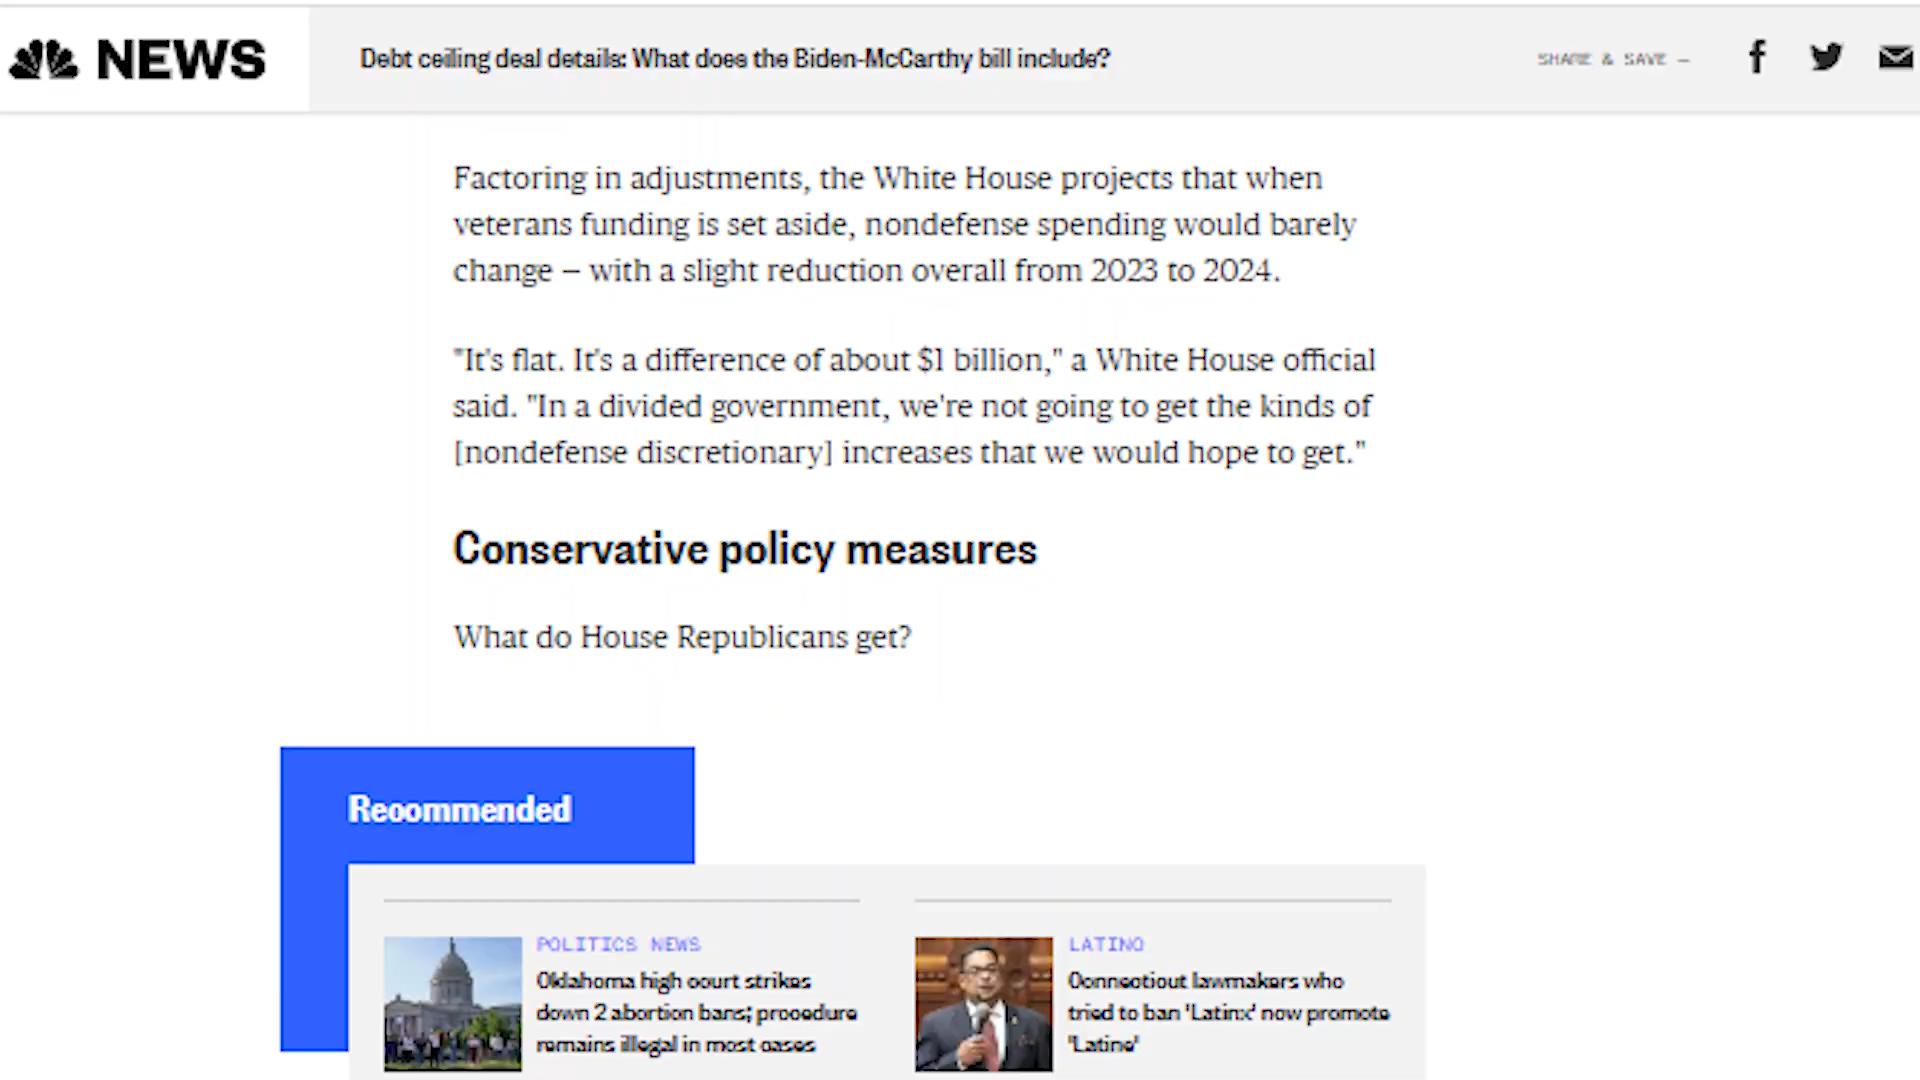 NEWS
Debt ceiling deal details: What does the Biden-McCarthy bill include?
SHARE & SAVE —
Factoring in adjustments, the White House projects that when
veterans funding is set aside, nondefense spending would barely
change – with a slight reduction overall from 2023 to 2024.
"It's flat. It's a difference of about $1 billion," a White House official
said. "In a divided government, we're not going to get the kinds of
[nondefense discretionary] increases that we would hope to get."
Conservative policy measures
What do House Republicans get?
Recommended
POLITICS NEWS
Oklahoma high court strikes
down 2 abortion bans; procedure
remains illegal in most cases
LATINO
Connecticut lawmakers who
tried to ban 'Latinx' now promote
'Latine'